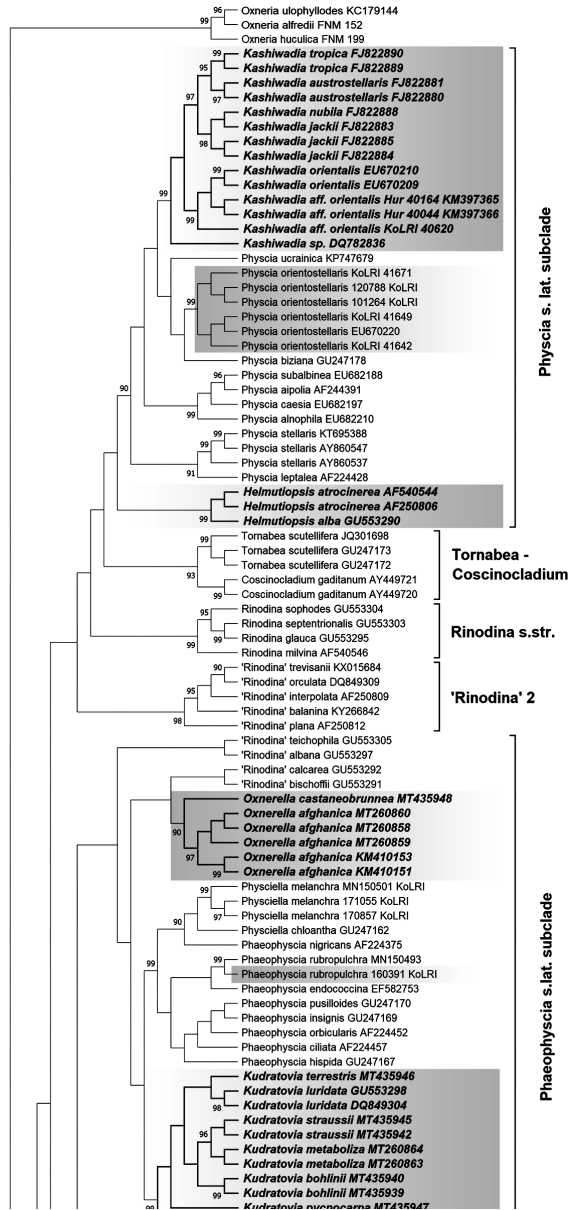 Oxneria ulophyllodes KC179144
Oxneria alfredii FNM 152
Oxneria huculica FNM 199
Kashiwadia tropica FJ822890
Kashiwadia tropica FJ822889
Kashiwadia austrostellaris FJ822881
Kashiwadia austrostellaris FJ822880
Kashiwadia nubila FJ822888
Kashiwadia jackii FJ822883
Kashiwadia jackii FJ822885
Kashiwadia jackii FJ822884
Kashiwadia orientalis EU670210
Kashiwadia orientalis EU670209
Kashiwadia aff. orientalis Hur 40164 KM397365
Kashiwadia aff. orientalis Hur 40044 KM397366
Kashiwadia aff. orientalis KoLRI 40620
Kashiwadia sp. DQ782836
Physcia ucrainica KP747679
Physcia orientostellaris KoLRI 41671
Physcia orientostellaris 120788 KoLRI
Physcia orientostellaris 101264 KoLRI
Physcia orientostellaris KoLRI 41649
Physcia orientostellaris EU670220
Physcia orientostellaris KoLRI 41642
Physcia biziana GU247178
Physcia subalbinea EU682188
Physcia aipolia AF244391
Physcia caesia EU682197
Physcia alnophila EU682210
Physcia stellaris KT695388
Physcia stellaris AY860547
Physcia stellaris AY860537
Physcia leptalea AF224428
Helmutiopsis atrocinerea AF540544
Helmutiopsis atrocinerea AF250806
Helmutiopsis alba GU553290
Physcia s. lat. subclade
Tornabea scutellifera JQ301698
Tornabea scutellifera GU247173
Tornabea scutellifera GU247172
Coscinocladium gaditanum AY449721
Coscinocladium gaditanum AY449720
Tornabea -
Coscinocladium
Rinodina sophodes GU553304
Rinodina septentrionalis GU553303
Rinodina glauca GU553295
Rinodina milvina AF540546
Rinodina s.str.
'Rinodina' trevisanii KX015684
'Rinodina' orculata DQ849309
'Rinodina' interpolata AF250809
'Rinodina' balanina KY266842
'Rinodina' plana AF250812
'Rinodina' 2
'Rinodina' teichophila GU553305
'Rinodina' albana GU553297
'Rinodina' calcarea GU553292
'Rinodina' bischoffii GU553291
Oxnerella castaneobrunnea MT435948
Oxnerella afghanica MT260860
Oxnerella afghanica MT260858
Oxnerella afghanica MT260859
Oxnerella afghanica KM410153
Oxnerella afghanica KM410151
Physciella melanchra MN150501 KoLRI
Physciella melanchra 171055 KoLRI
Physciella melanchra 170857 KoLRI
Physciella chloantha GU247162
Phaeophyscia nigricans AF224375
Phaeophyscia rubropulchra MN150493
Phaeophyscia rubropulchra 160391 KoLRI
Phaeophyscia endococcina EF582753
Phaeophyscia pusilloides GU247170
Phaeophyscia insignis GU247169
Phaeophyscia orbicularis AF224452
Phaeophyscia ciliata AF224457
Phaeophyscia hispida GU247167
Kudratovia terrestris MT435946
Kudratovia luridata GU553298
Kudratovia luridata DQ849304
Kudratovia straussii MT435945
Kudratovia straussii MT435942
Kudratovia metaboliza MT260864
Kudratovia metaboliza MT260863
Kudratovia bohlinii MT435940
Kudratovia bohlinii MT435939
Kudratovia pycnocarpa MT435947
Phaeophyscia s.lat. subclade
96
99
99
95
97
97
98
99
99
99
99
90
96
99
99
99
91
99
99
93
99
95
99
99
90
95
98
90
97
99
99
97
90
99
99
98
96
99
99